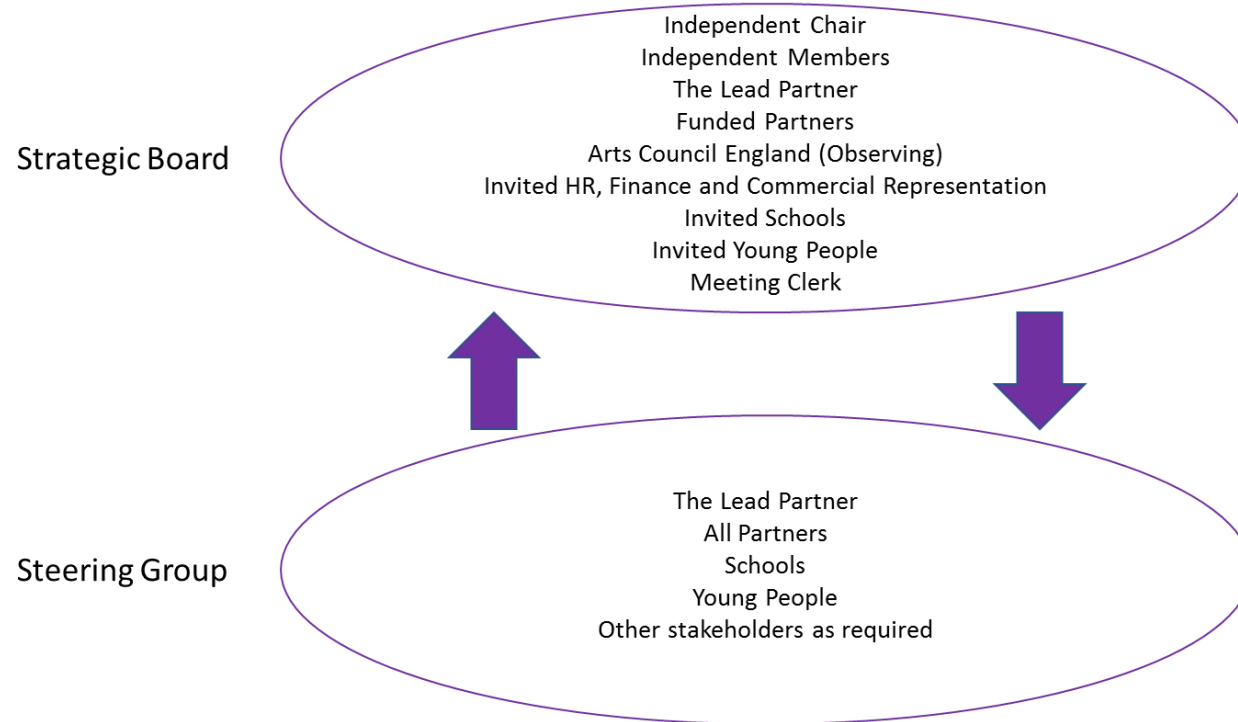 Strategic Board
Independent Chair
Independent Members
The Lead Partner
Funded Partners
Arts Council England (Observing)
Invited HR, Finance and Commercial Representation
Invited Schools
Invited Young People
Meeting Clerk
Steering Group
The Lead Partner
All Partners
Schools
Young People
Other stakeholders as required